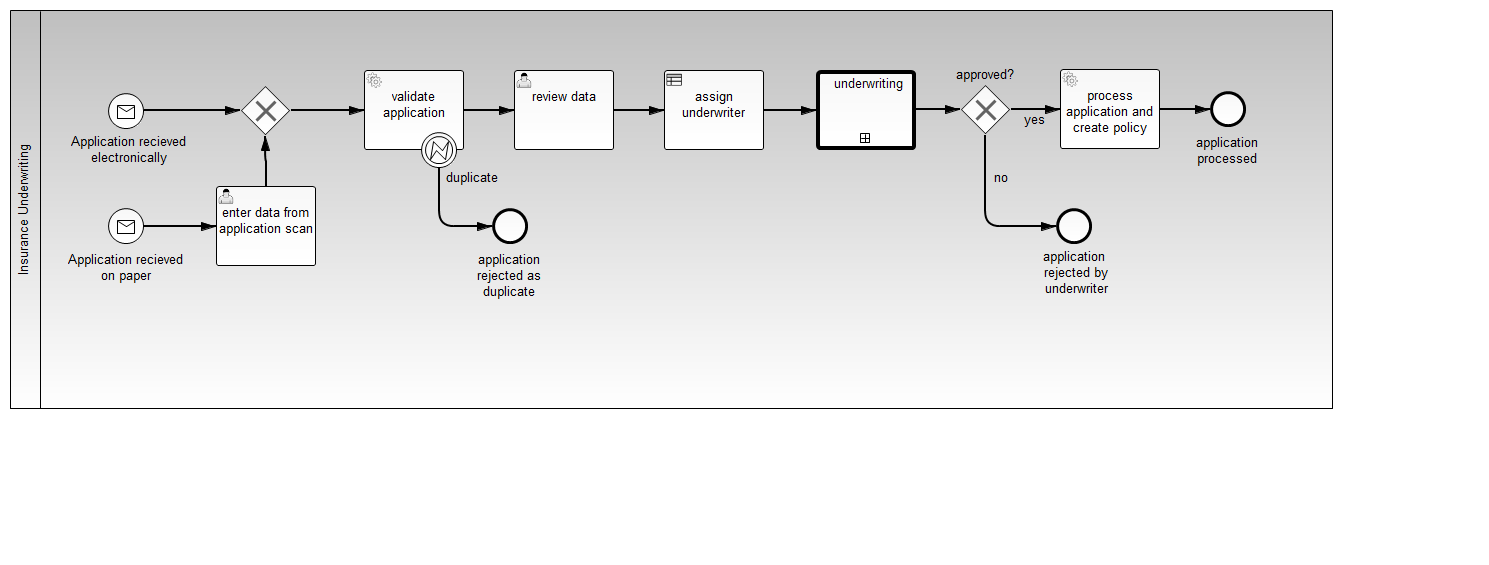 Insurance Underwriting
Application recieved
electronically
Application recieved
on paper
enter data from
application scan
validate
application
duplicate
application
rejected as
duplicate
review data
assign
underwriter
underwriting
approved?
yes
no
application
rejected by
underwriter
process
application and
create policy
application
processed